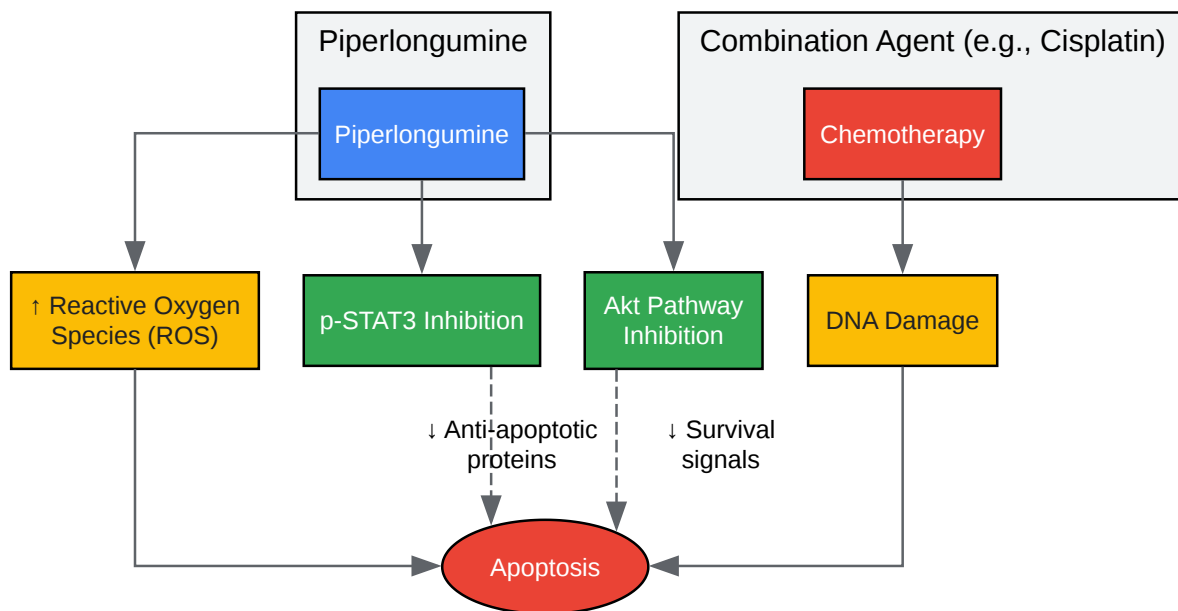 Piperlongumine
Combination Agent (e.g., Cisplatin)
Piperlongumine
Chemotherapy
↑ Reactive Oxygen
Species (ROS)
p-STAT3 Inhibition
Akt Pathway
Inhibition
DNA Damage
↓ Anti-apoptotic
proteins
↓ Survival
signals
Apoptosis